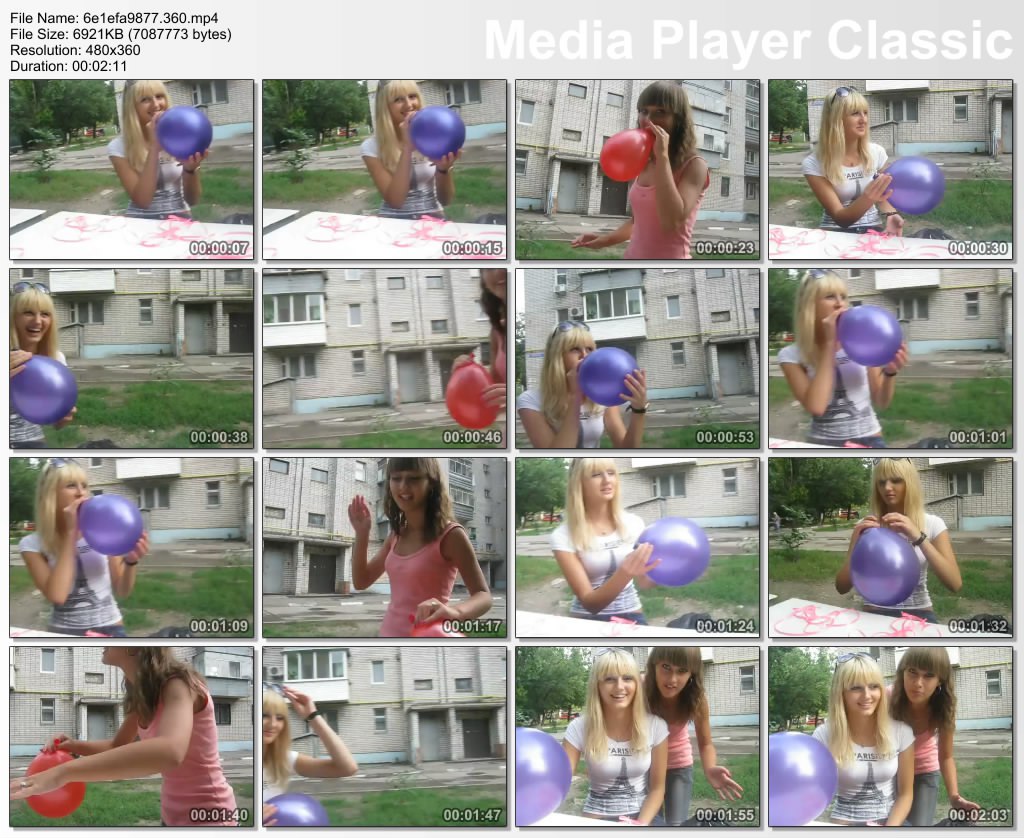 File Name: 6e1efa9877.360.mp4
File Size: 6921KB (7087773 bytes)
Resolution: 480x360
Duration: 00:02:11
Media Player Classic
00:00:07
00:00:15
00:00:23
PARIS
00:00:30
00:00:38
00:00:46
00:00:53
00:01:01
00:01:09
00:01:17
00:01:24
00:01:32
00:01:40
00:01:47
PARIS
00:01:55
PARIS
00:02:03